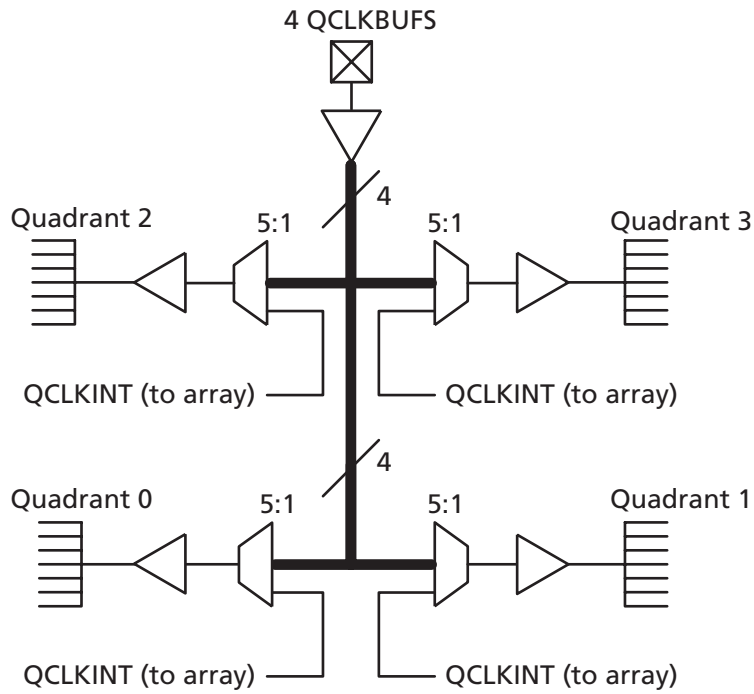 4 QCLKBUFS
4
Quadrant 2
5:1
5:1
Quadrant 3
QCLKINT (to array)
QCLKINT (to array)
4
Quadrant 0
5:1
5:1
Quadrant 1
QCLKINT (to array)
QCLKINT (to array)